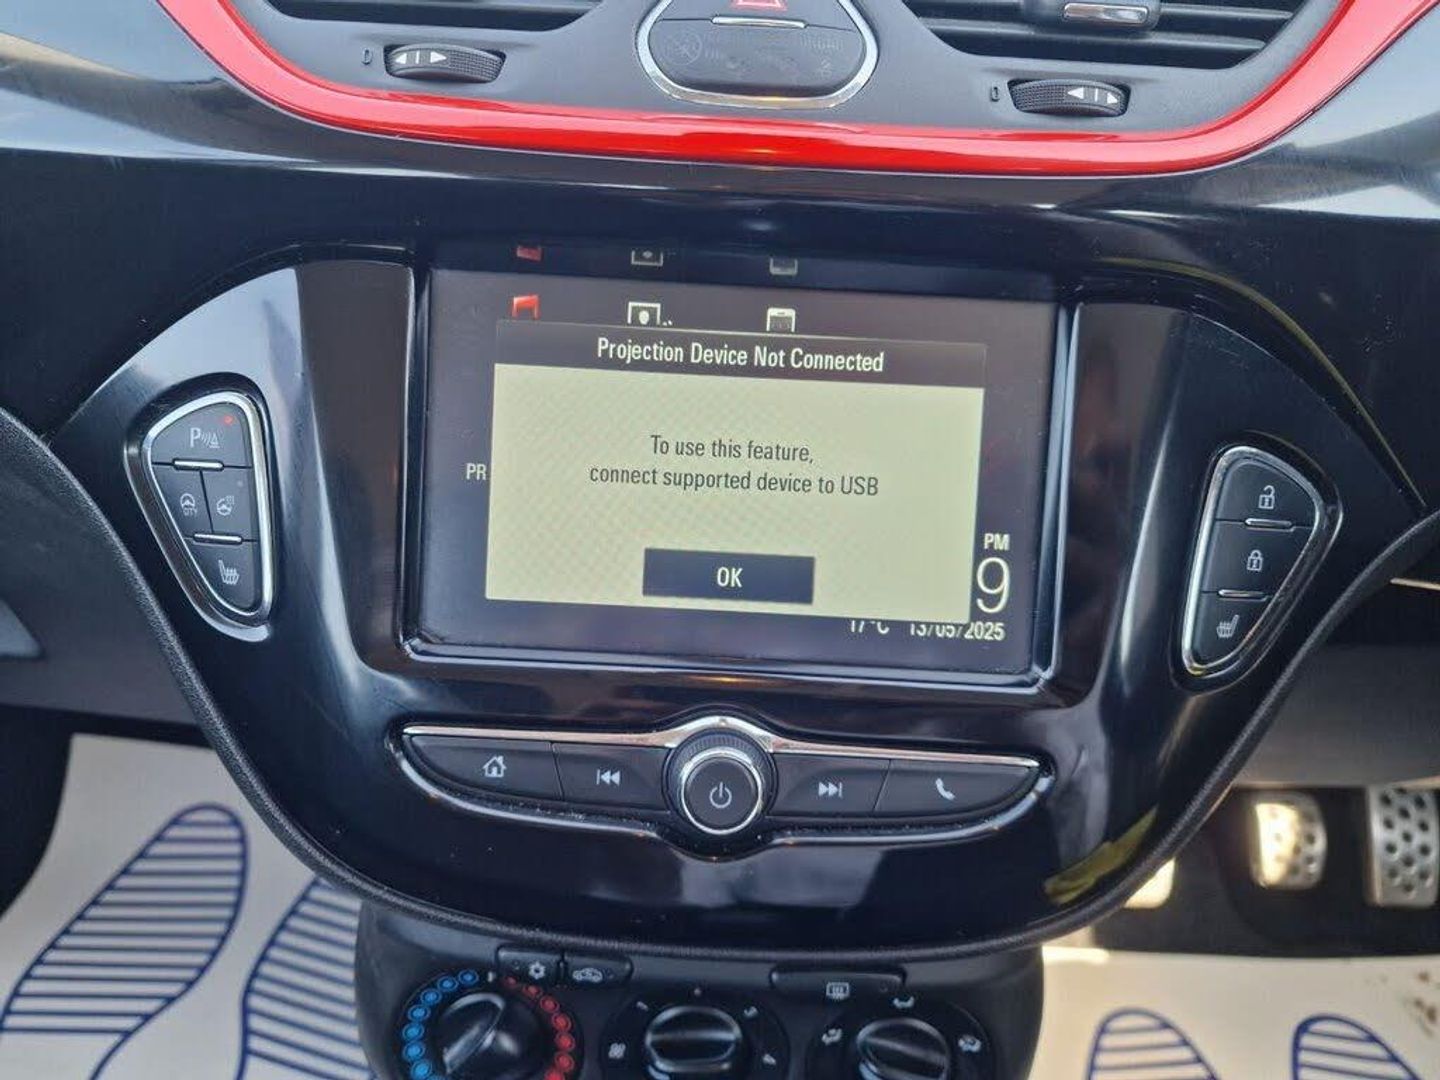 Projection Device Not Connected
To use this feature,
connect supported device to USB
PR
OK
PM
9
17°C 13/05/2025
P
CITY